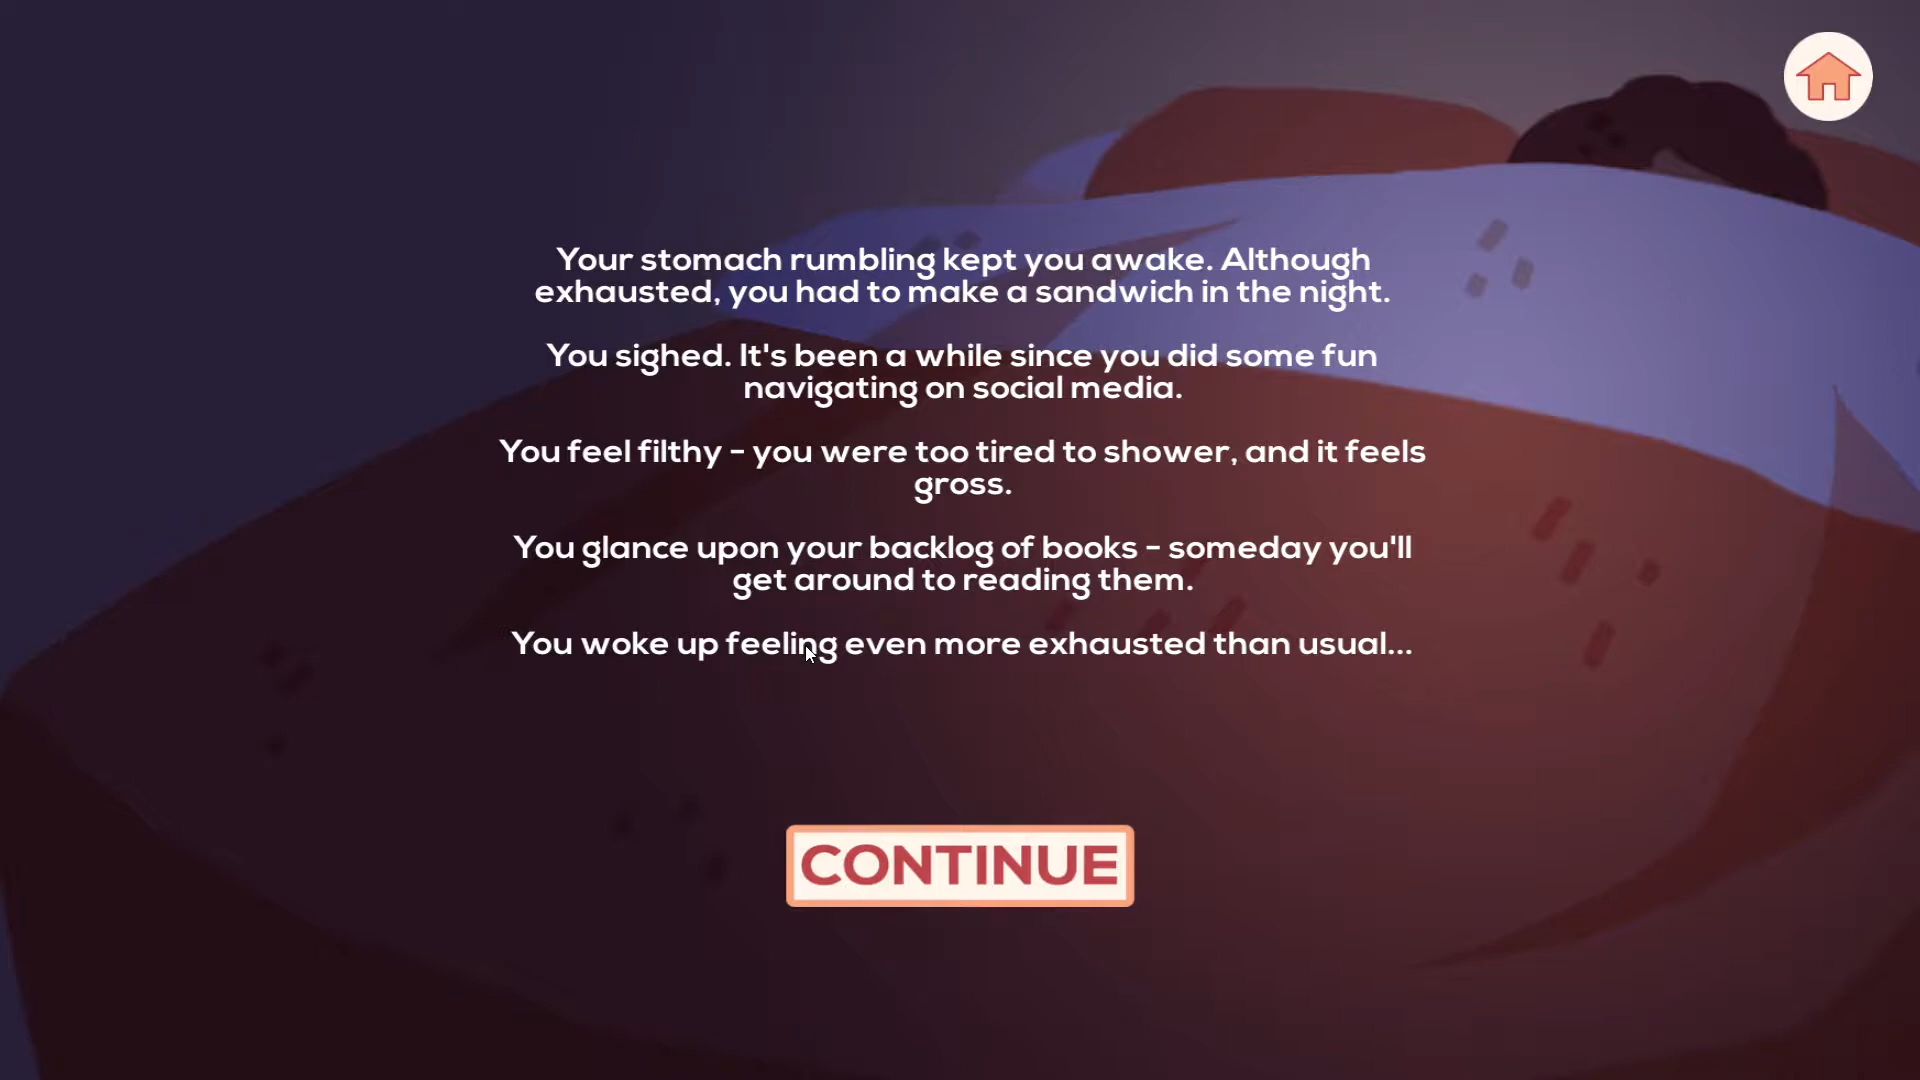 Your stomach rumbling kept you awake. Although
exhausted, you had to make a sandwich in the night.
You sighed. It's been a while since you did some fun
navigating on social media.
You feel filthy - you were too tired to shower, and it feels
gross.
You glance upon your backlog of books - someday you'll
get around to reading them.
You woke up feeling even more exhausted than usual...
CONTINUE